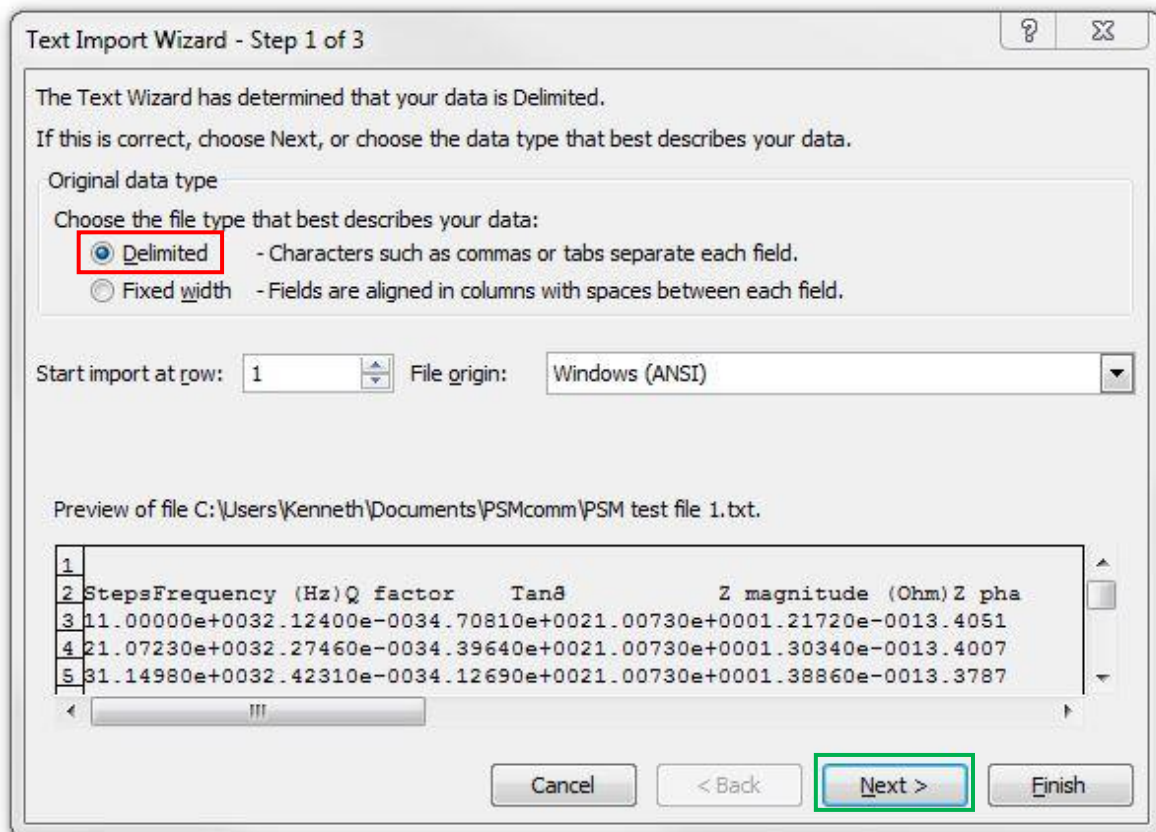 Text Import Wizard - Step 1 of 3
The Text Wizard has determined that your data is Delimited.
If this is correct, choose Next, or choose the data type that best describes your data.
Original data type
Choose the file type that best describes your data:
Delimited - Characters such as commas or tabs separate each field.
Fixed width - Fields are aligned in columns with spaces between each field.
Start import at row: 1 File origin: Windows (ANSI)
Preview of file C:\Users\Kenneth\Documents\PSMcomm\PSM test file 1.txt.
1
2 StepsFrequency (Hz)Q factor Tanð Z magnitude (Ohm)Z pha
3 11.00000e+0032.12400e-0034.70810e+0021.00730e+0001.21720e-0013.4051
4 21.07230e+0032.27460e-0034.39640e+0021.00730e+0001.30340e-0013.4007
5 31.14980e+0032.42310e-0034.12690e+0021.00730e+0001.38860e-0013.3787
Cancel < Back Next > Finish